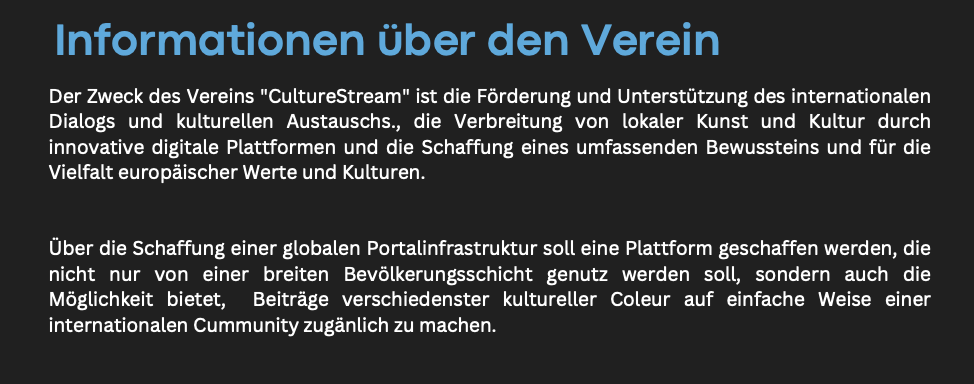 Informationen über den Verein
Der Zweck des Vereins "CultureStream" ist die Förderung und Unterstützung des internationalen
Dialogs und kulturellen Austauschs., die Verbreitung von lokaler Kunst und Kultur durch
innovative digitale Plattformen und die Schaffung eines umfassenden Bewussteins und für die
Vielfalt europäischer Werte und Kulturen.
Über die Schaffung einer globalen Portalinfrastruktur soll eine Plattform geschaffen werden, die
nicht nur von einer breiten Bevölkerungsschicht genutz werden soll, sondern auch die
Möglichkeit bietet, Beiträge verschiedenster kultureller Coleur auf einfache Weise einer
internationalen Cummunity zugänlich zu machen.